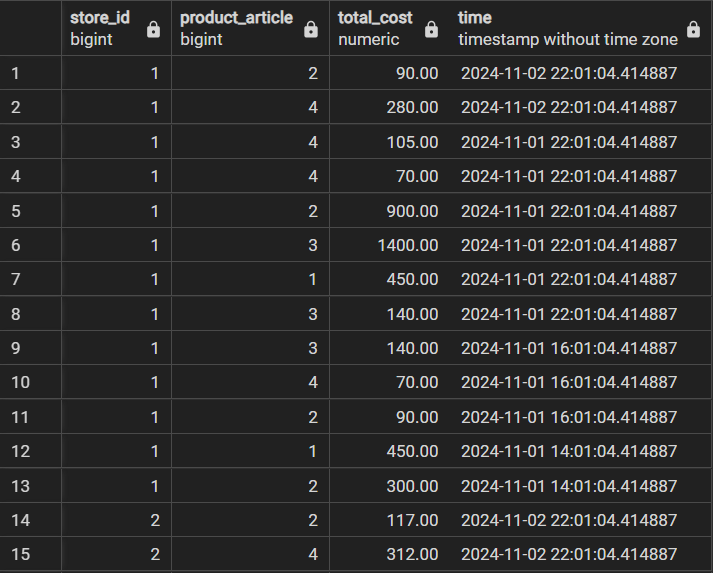 store_id product_article total_cost time
bigint bigint numeric timestamp without time zone
1 1 2 90.00 2024-11-02 22:01:04.414887
2 1 4 280.00 2024-11-02 22:01:04.414887
3 1 4 105.00 2024-11-01 22:01:04.414887
4 1 4 70.00 2024-11-01 22:01:04.414887
5 1 2 900.00 2024-11-01 22:01:04.414887
6 1 3 1400.00 2024-11-01 22:01:04.414887
7 1 1 450.00 2024-11-01 22:01:04.414887
8 1 3 140.00 2024-11-01 22:01:04.414887
9 1 3 140.00 2024-11-01 16:01:04.414887
10 1 4 70.00 2024-11-01 16:01:04.414887
11 1 2 90.00 2024-11-01 16:01:04.414887
12 1 1 450.00 2024-11-01 14:01:04.414887
13 1 2 300.00 2024-11-01 14:01:04.414887
14 2 2 117.00 2024-11-02 22:01:04.414887
15 2 4 312.00 2024-11-02 22:01:04.414887